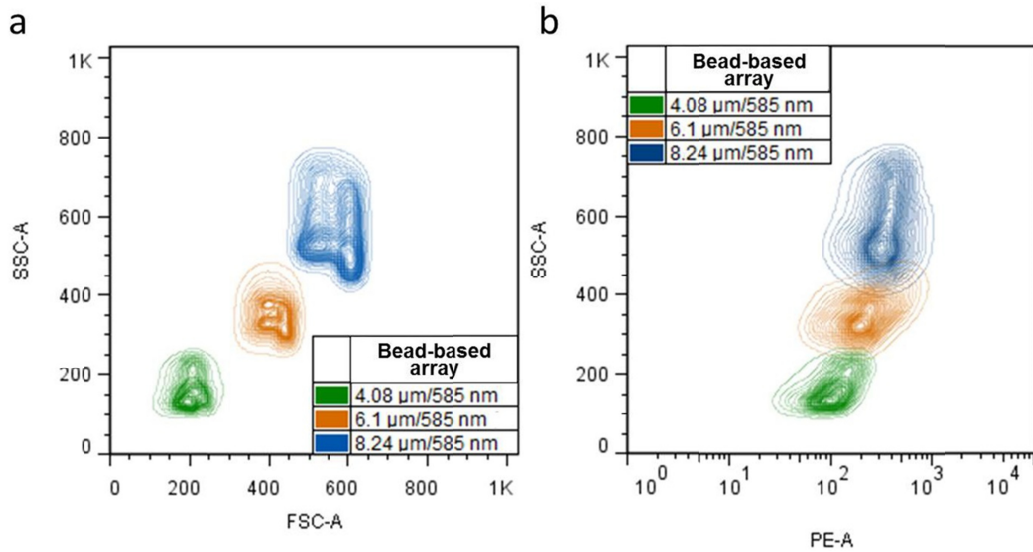 a
1K
800
600
400
200
0
SSC-A
0 200 400 600 800 1K
FSC-A
Bead-based
array
4.08 µm/585 nm
6.1 µm/585 nm
8.24 µm/585 nm
b
1K
800
600
400
200
0
SSC-A
10^0 10^1 10^2 10^3 10^4
PE-A
Bead-based
array
4.08 µm/585 nm
6.1 µm/585 nm
8.24 µm/585 nm